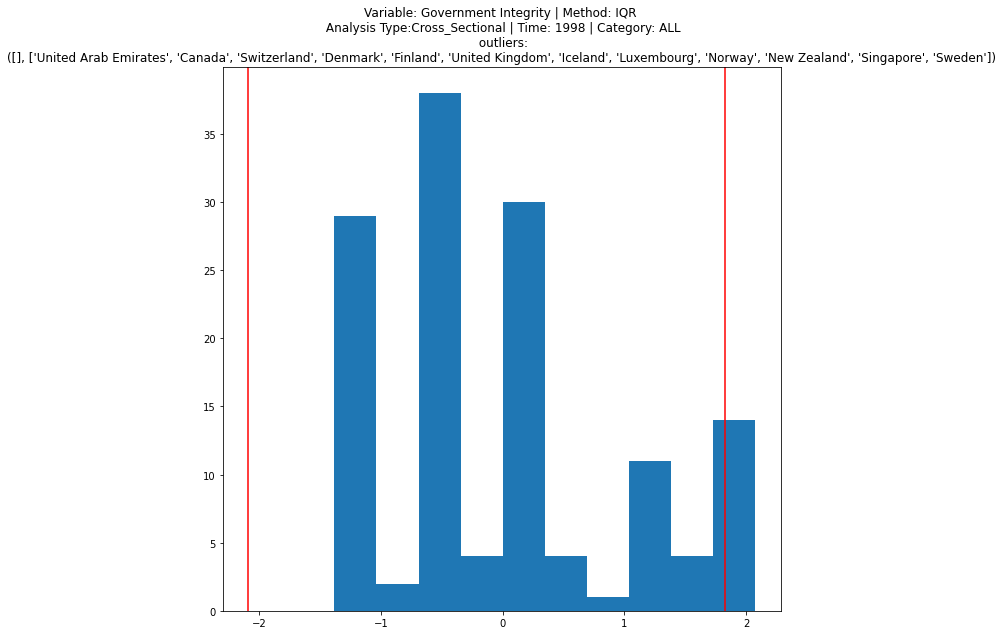 Variable: Government Integrity | Method: IQR
Analysis Type:Cross_Sectional | Time: 1998 | Category: ALL
outliers:
([], ['United Arab Emirates', 'Canada', 'Switzerland', 'Denmark', 'Finland', 'United Kingdom', 'Iceland', 'Luxembourg', 'Norway', 'New Zealand', 'Singapore', 'Sweden'])
35
30
25
20
15
10
5
0
−2 −1 0 1 2